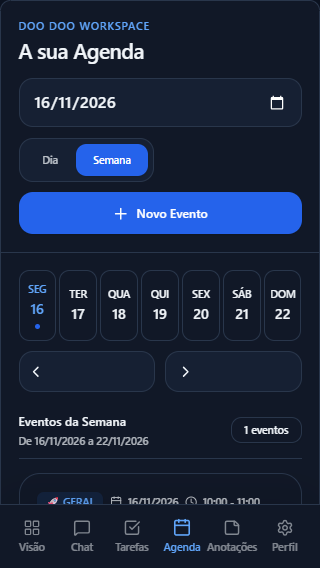 DOO DOO WORKSPACE
A sua Agenda
16/11/2026
Dia Semana
+ Novo Evento
SEG TER QUA QUI SEX SÁB DOM
16 17 18 19 20 21 22
Eventos da Semana
1 eventos
De 16/11/2026 a 22/11/2026
GERAL 16/11/2026 10:00 - 11:00
Visão Chat Tarefas Agenda Anotações Perfil